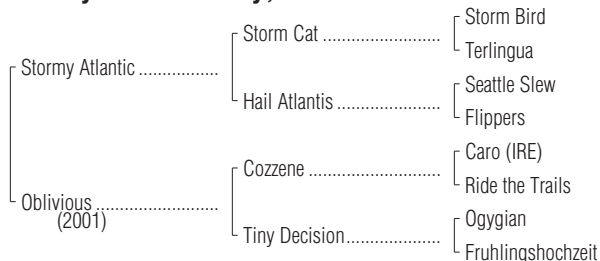 Storm Bird
Storm Cat ........................
Terlingua
Stormy Atlantic ................
Seattle Slew
Hail Atlantis .....................
Flippers
Caro (IRE)
Cozzene ...........................
Ride the Trails
Oblivious ........................
(2001)
Ogygian
Tiny Decision...................
Fruhlingshochzeit